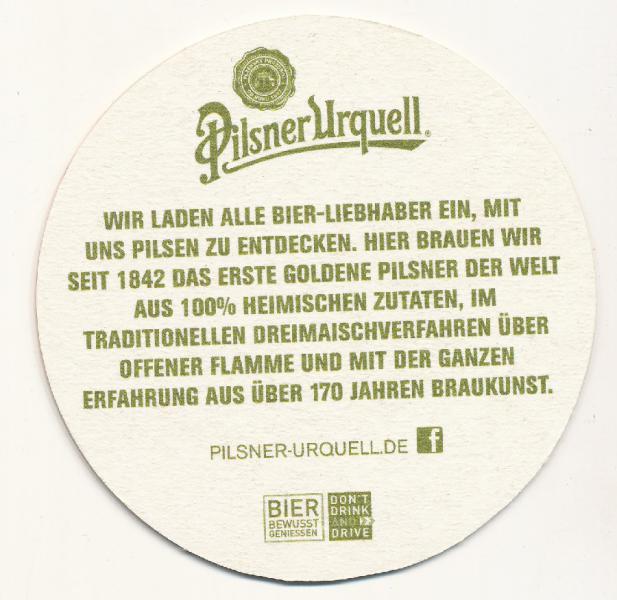 Pilsner Urquell
WIR LADEN ALLE BIER-LIEBHABER EIN, MIT
UNS PILSEN ZU ENTDECKEN. HIER BRAUEN WIR
SEIT 1842 DAS ERSTE GOLDENE PILSNER DER WELT
AUS 100% HEIMISCHEN ZUTATEN, IM
TRADITIONELLEN DREIMAISCHVERFAHREN ÜBER
OFFENER FLAMME UND MIT DER GANZEN
ERFAHRUNG AUS ÜBER 170 JAHREN BRAUKUNST.
PILSNER-URQUELL.DE f
BIER
BEWUSST
GENIESSEN
DON'T
DRINK
AND
DRIVE